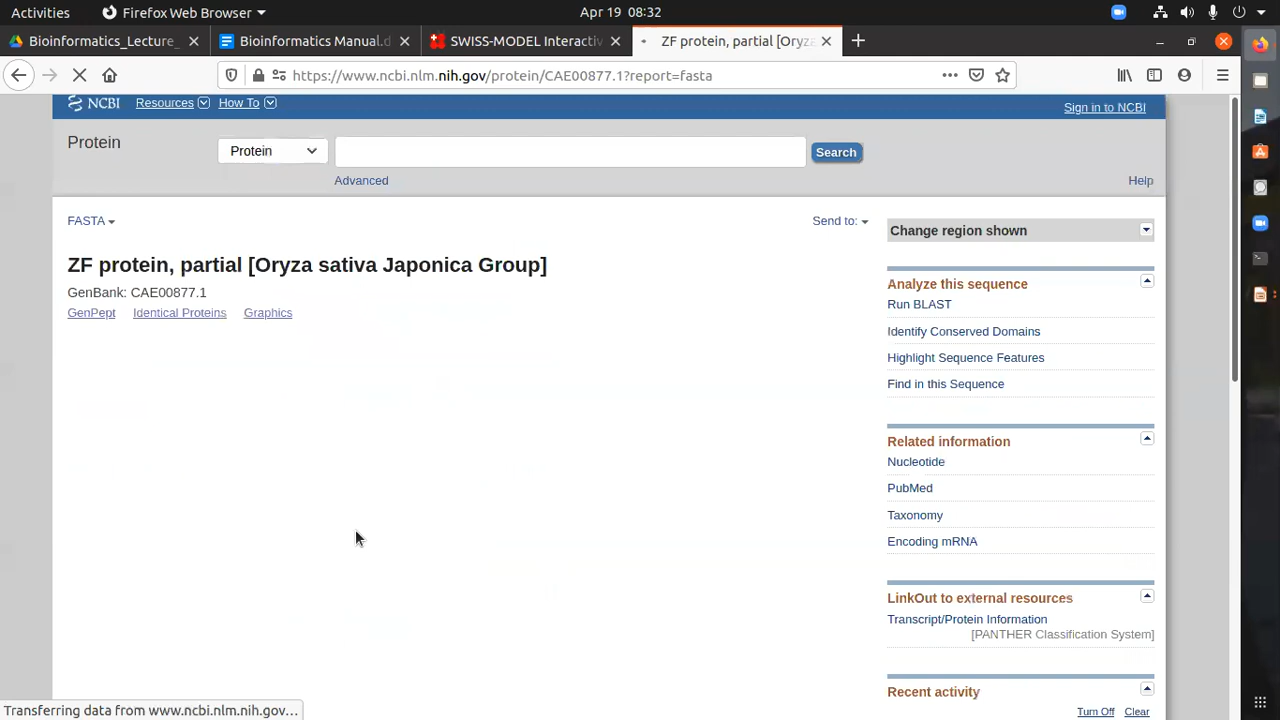 Activities
Firefox Web Browser
Apr 19 08:32
Bioinformatics_Lecture_
Bioinformatics Manual.d
SWISS-MODEL Interactiv
ZF protein, partial [Oryza
https://www.ncbi.nlm.nih.gov/protein/CAE00877.1?report=fasta
NCBI
Resources
How To
Sign in to NCBI
Protein
Protein
Search
Advanced
Help
FASTA
Send to:
ZF protein, partial [Oryza sativa Japonica Group]
GenBank: CAE00877.1
GenPept Identical Proteins Graphics
Change region shown
Analyze this sequence
Run BLAST
Identify Conserved Domains
Highlight Sequence Features
Find in this Sequence
Related information
Nucleotide
PubMed
Taxonomy
Encoding mRNA
LinkOut to external resources
Transcript/Protein Information
[PANTHER Classification System]
Recent activity
Turn Off Clear
Transferring data from www.ncbi.nlm.nih.gov…